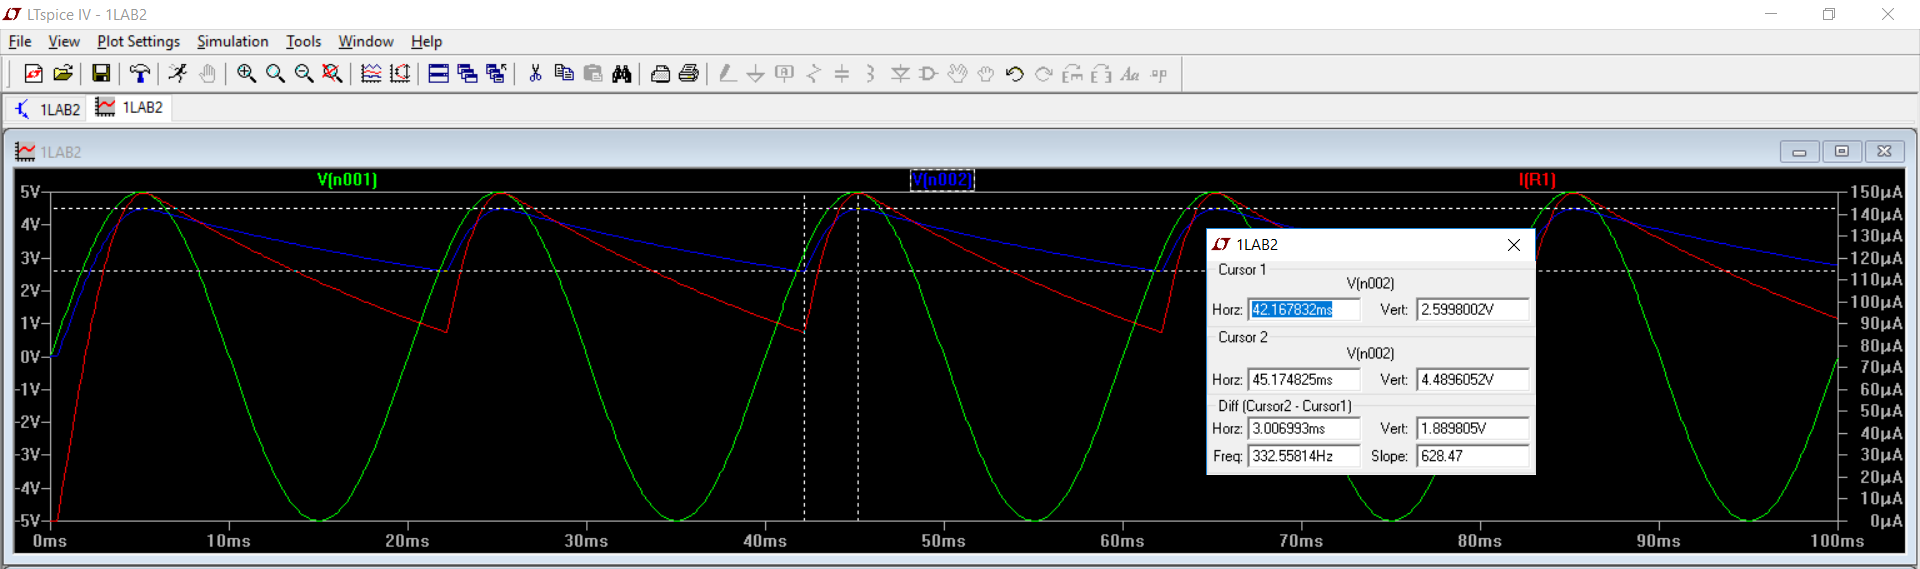 LTspice IV - 1LAB2
File View Plot Settings Simulation Tools Window Help
1LAB2 1LAB2
1LAB2
V(n001) V(n002) I(R1)
5V 150µA
4V 140µA
130µA
3V 120µA
110µA
2V 100µA
1V 90µA
0V 80µA
-1V 70µA
60µA
-2V 50µA
40µA
-3V 30µA
-4V 20µA
10µA
-5V 0µA
0ms 10ms 20ms 30ms 40ms 50ms 60ms 70ms 80ms 90ms 100ms
1LAB2
Cursor 1
V(n002)
Horz: 42.167832ms Vert: 2.5998002V
Cursor 2
V(n002)
Horz: 45.174825ms Vert: 4.4896052V
Diff (Cursor2 - Cursor1)
Horz: 3.006993ms Vert: 1.889805V
Freq: 332.55814Hz Slope: 628.47